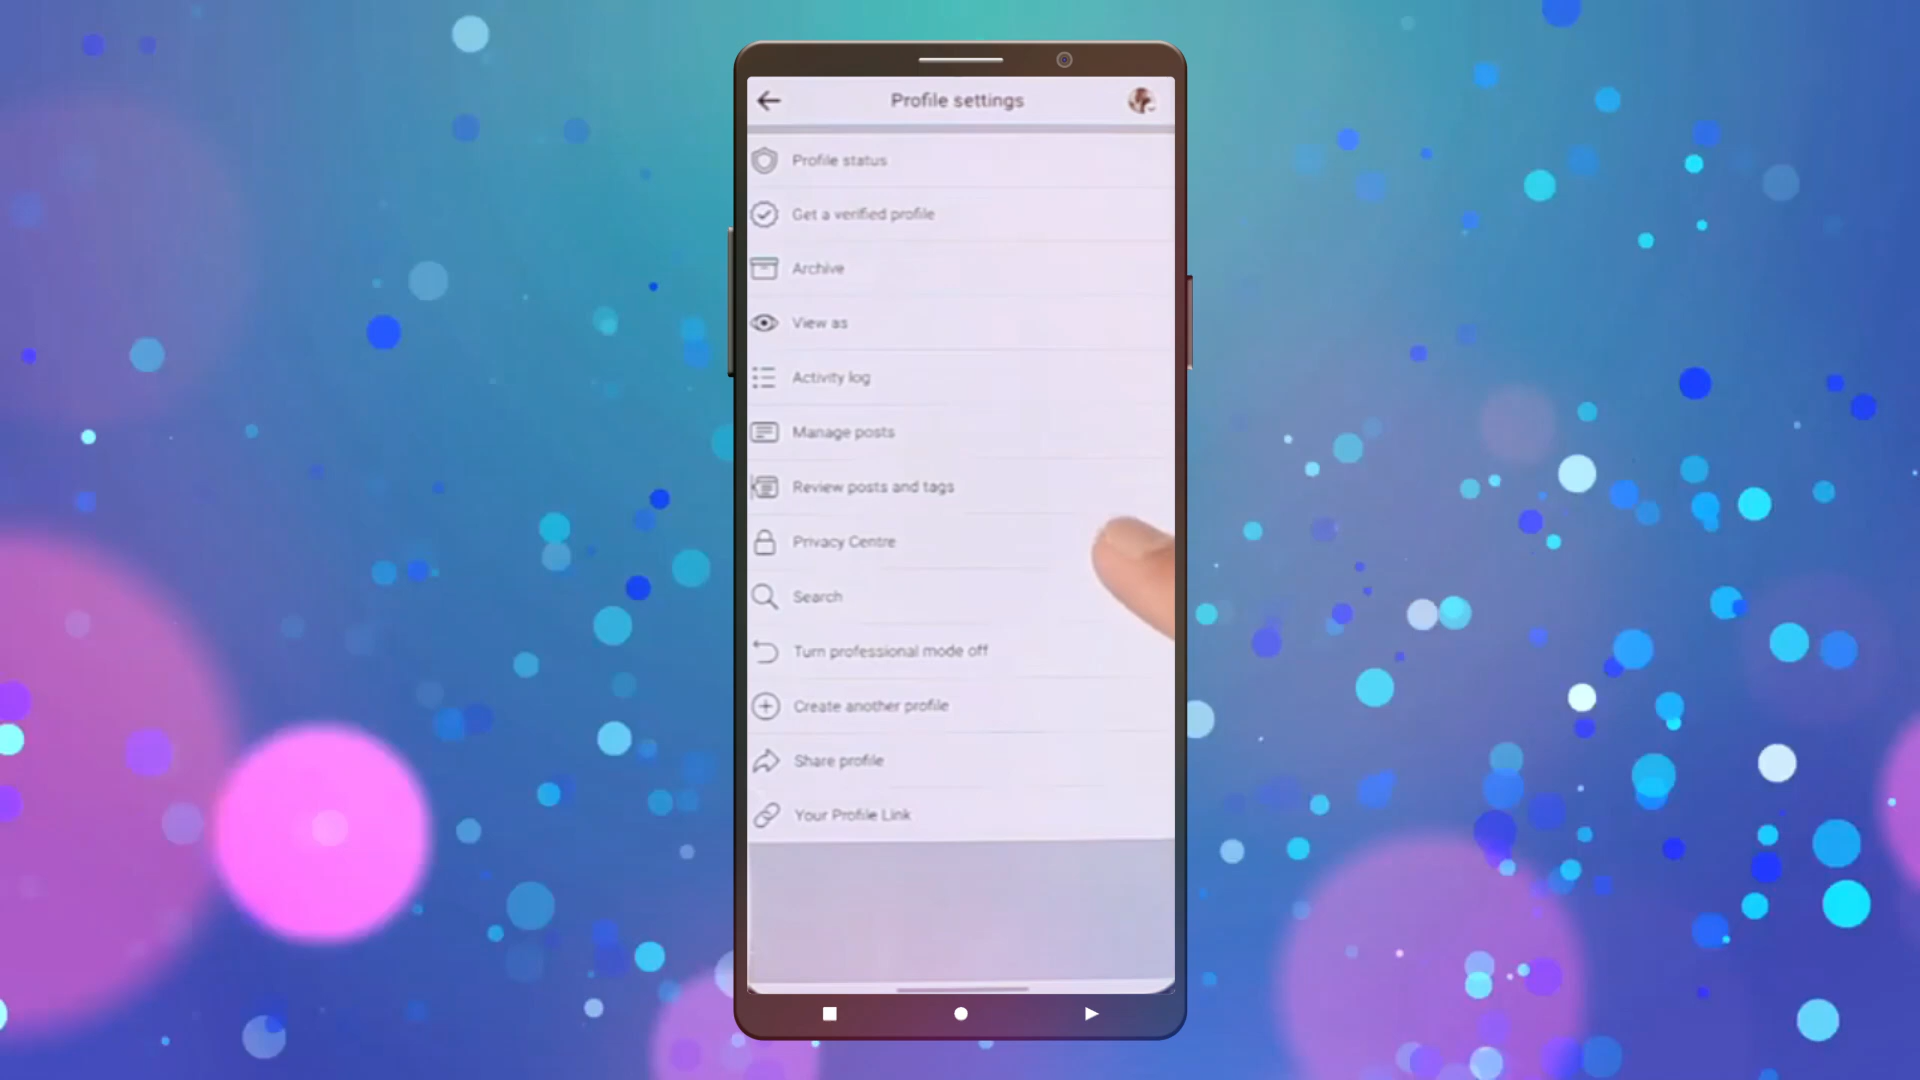 Profile settings
Profile status
Get a verified profile
Archive
View as
Activity log
Manage posts
Review posts and tags
Privacy Centre
Search
Turn professional mode off
Create another profile
Share profile
Your Profile Link